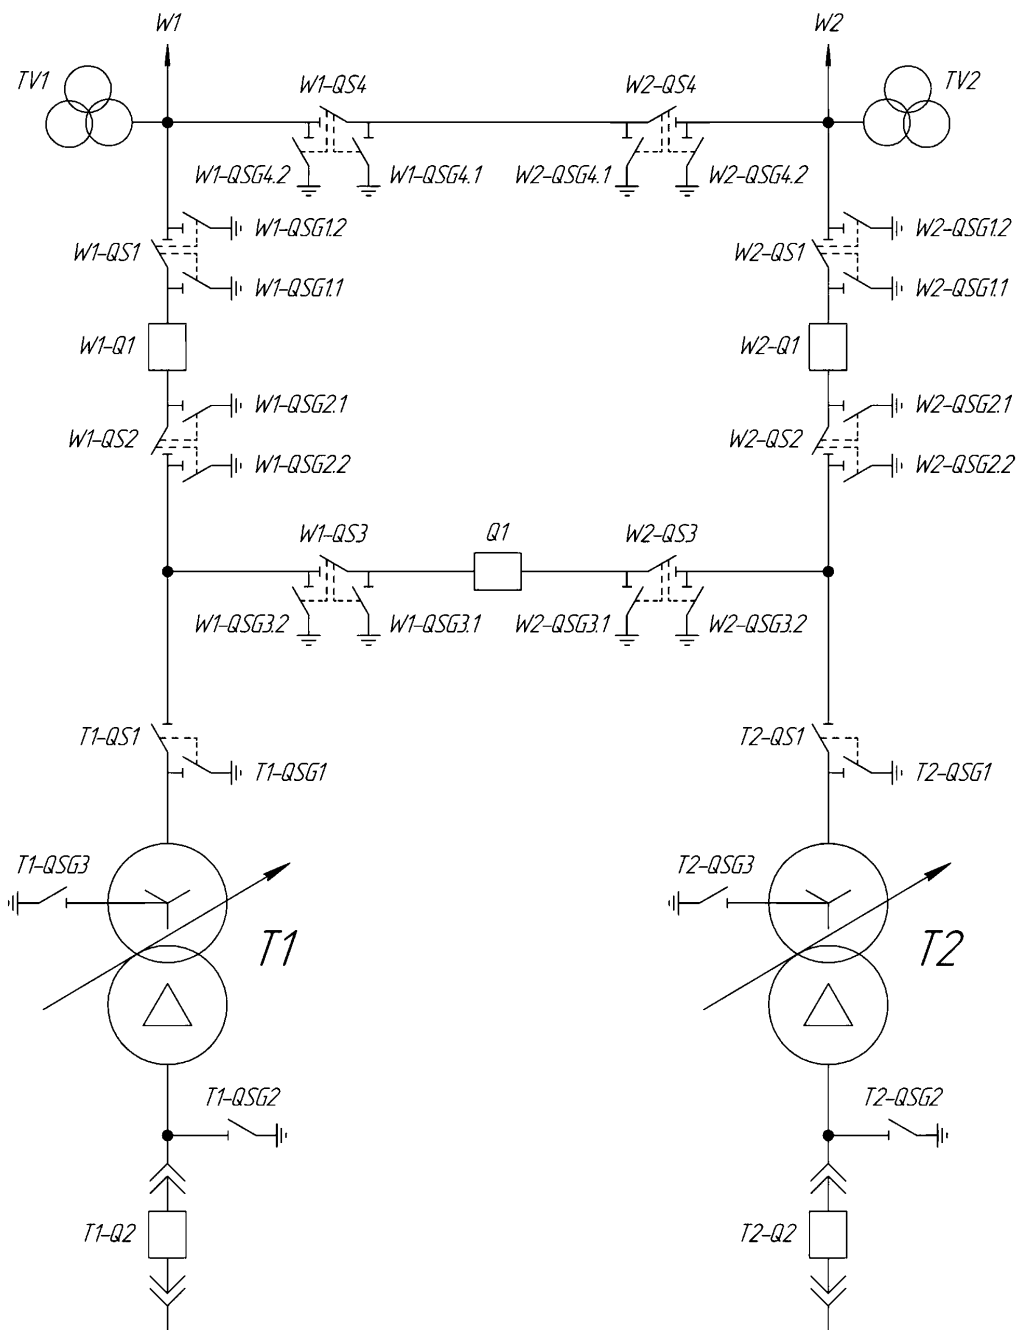 W1 W2
TV1 W1-QS4 W2-QS4 TV2
W1-QSG4.2 W1-QSG4.1 W2-QSG4.1 W2-QSG4.2
W1-QSG1.2 W2-QSG1.2
W1-QS1 W2-QS1
W1-QSG1.1 W2-QSG1.1
W1-Q1 W2-Q1
W1-QSG2.1 W2-QSG2.1
W1-QS2 W2-QS2
W1-QSG2.2 W2-QSG2.2
W1-QS3 Q1 W2-QS3
W1-QSG3.2 W1-QSG3.1 W2-QSG3.1 W2-QSG3.2
T1-QS1 T2-QS1
T1-QSG1 T2-QSG1
T1-QSG3 T2-QSG3
T1 T2
T1-QSG2 T2-QSG2
T1-Q2 T2-Q2